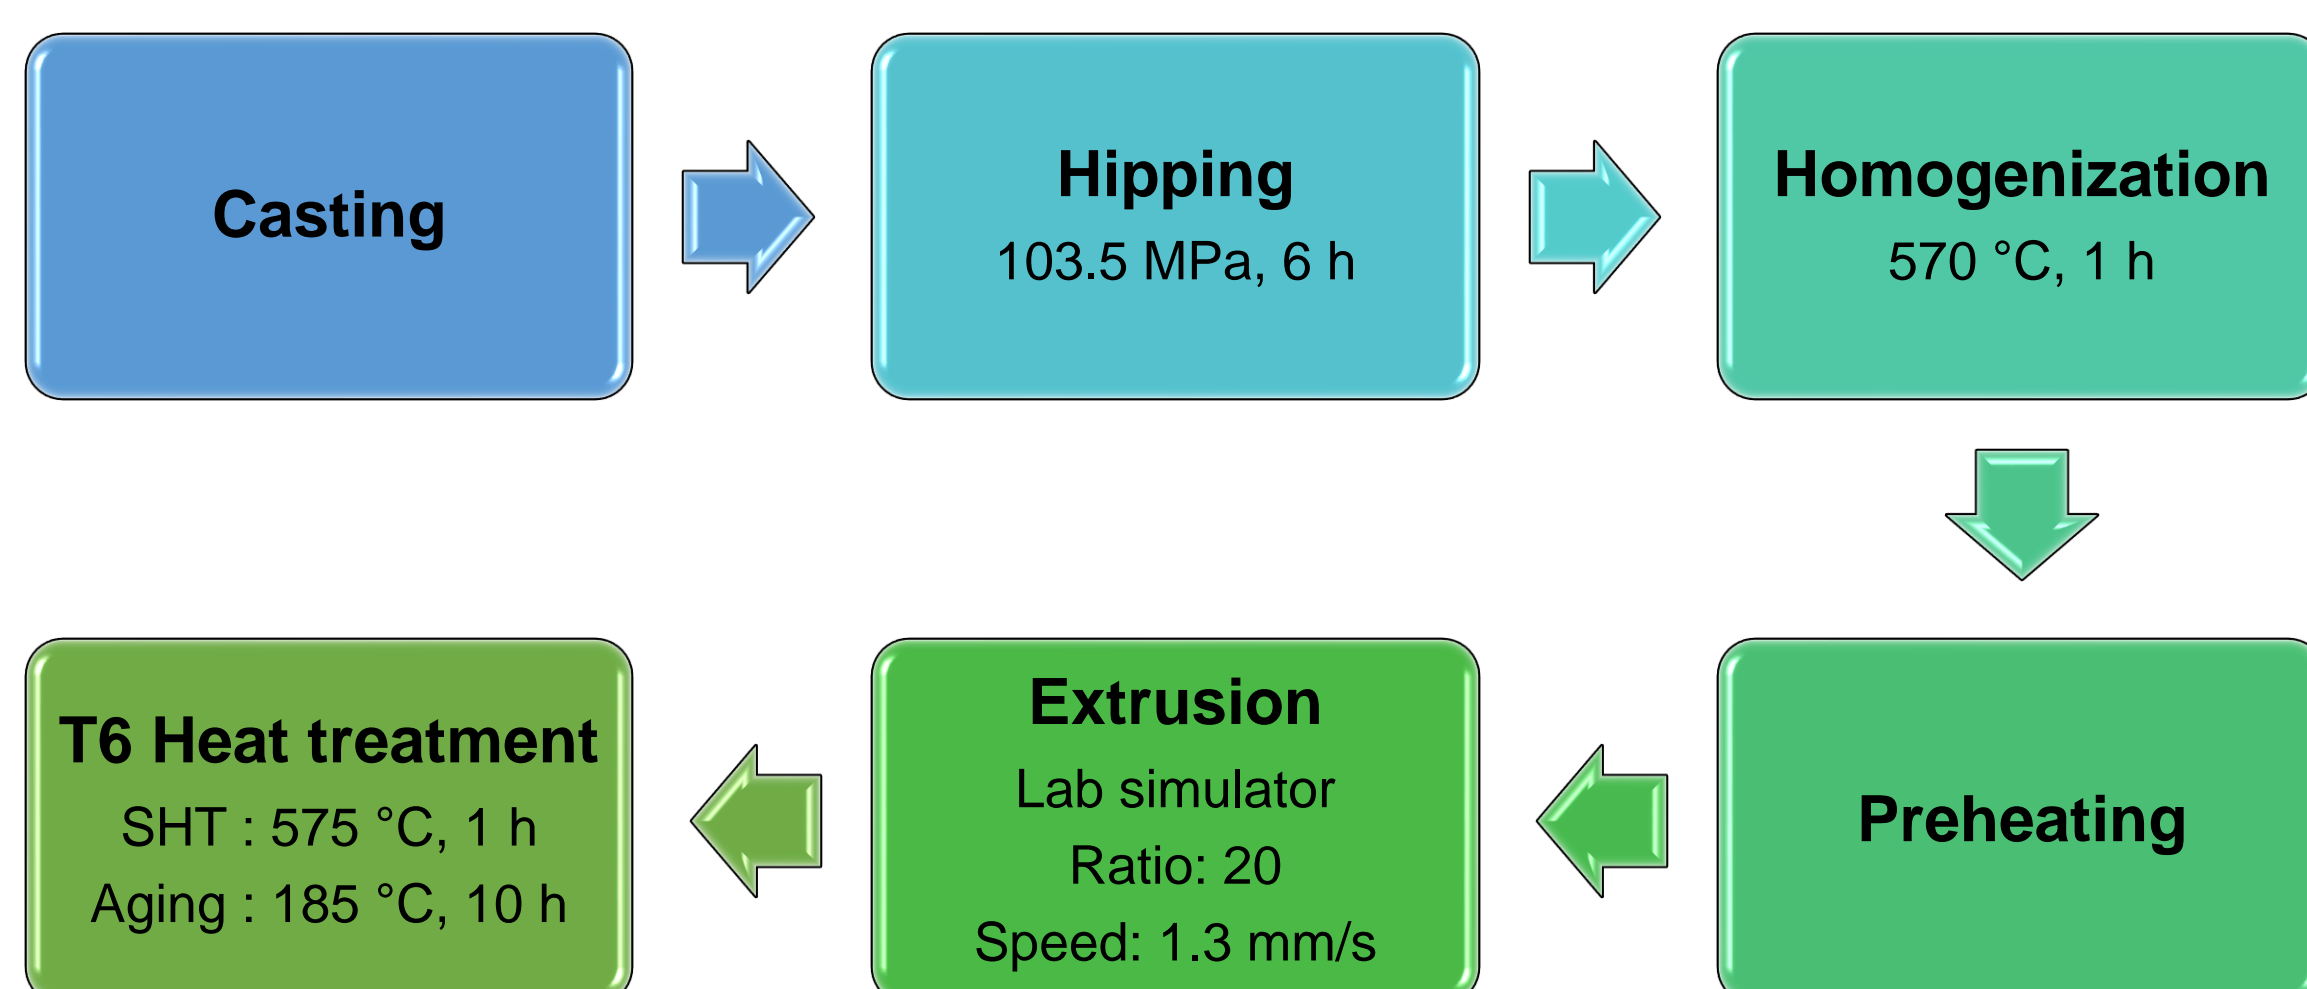 Casting
Hipping
103.5 MPa, 6 h
Homogenization
570 °C, 1 h
Preheating
Extrusion
Lab simulator
Ratio: 20
Speed: 1.3 mm/s
T6 Heat treatment
SHT : 575 °C, 1 h
Aging : 185 °C, 10 h